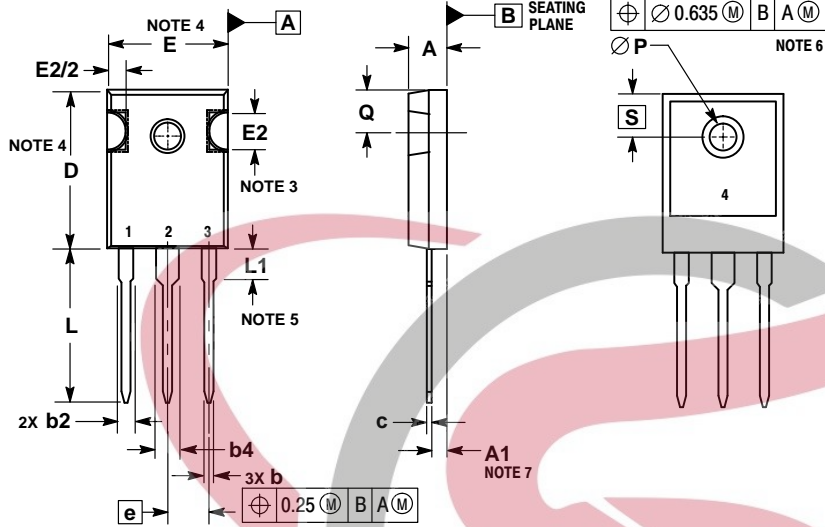 NOTE 4
E
A
E2/2
E2
NOTE 4
D
NOTE 3
1 2 3
L1
L
NOTE 5
2X b2
b4
3X b
e
⌖ 0.25 Ⓜ B A Ⓜ
B SEATING
PLANE
A
Q
c
A1
NOTE 7
⌖ Ø 0.635 Ⓜ B A Ⓜ
Ø P
NOTE 6
S
4